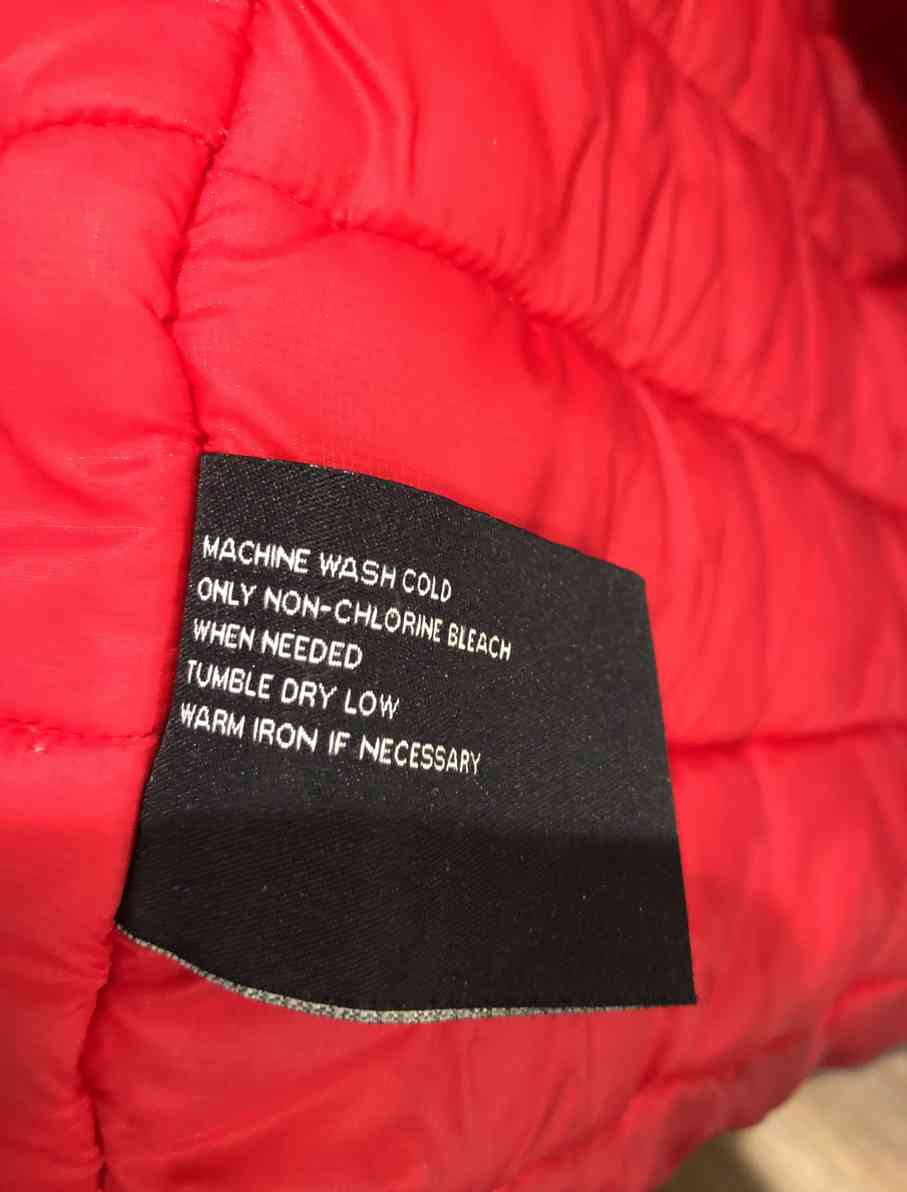 MACHINE WASH COLD
ONLY NON-CHLORINE BLEACH
WHEN NEEDED
TUMBLE DRY LOW
WARM IRON IF NECESSARY